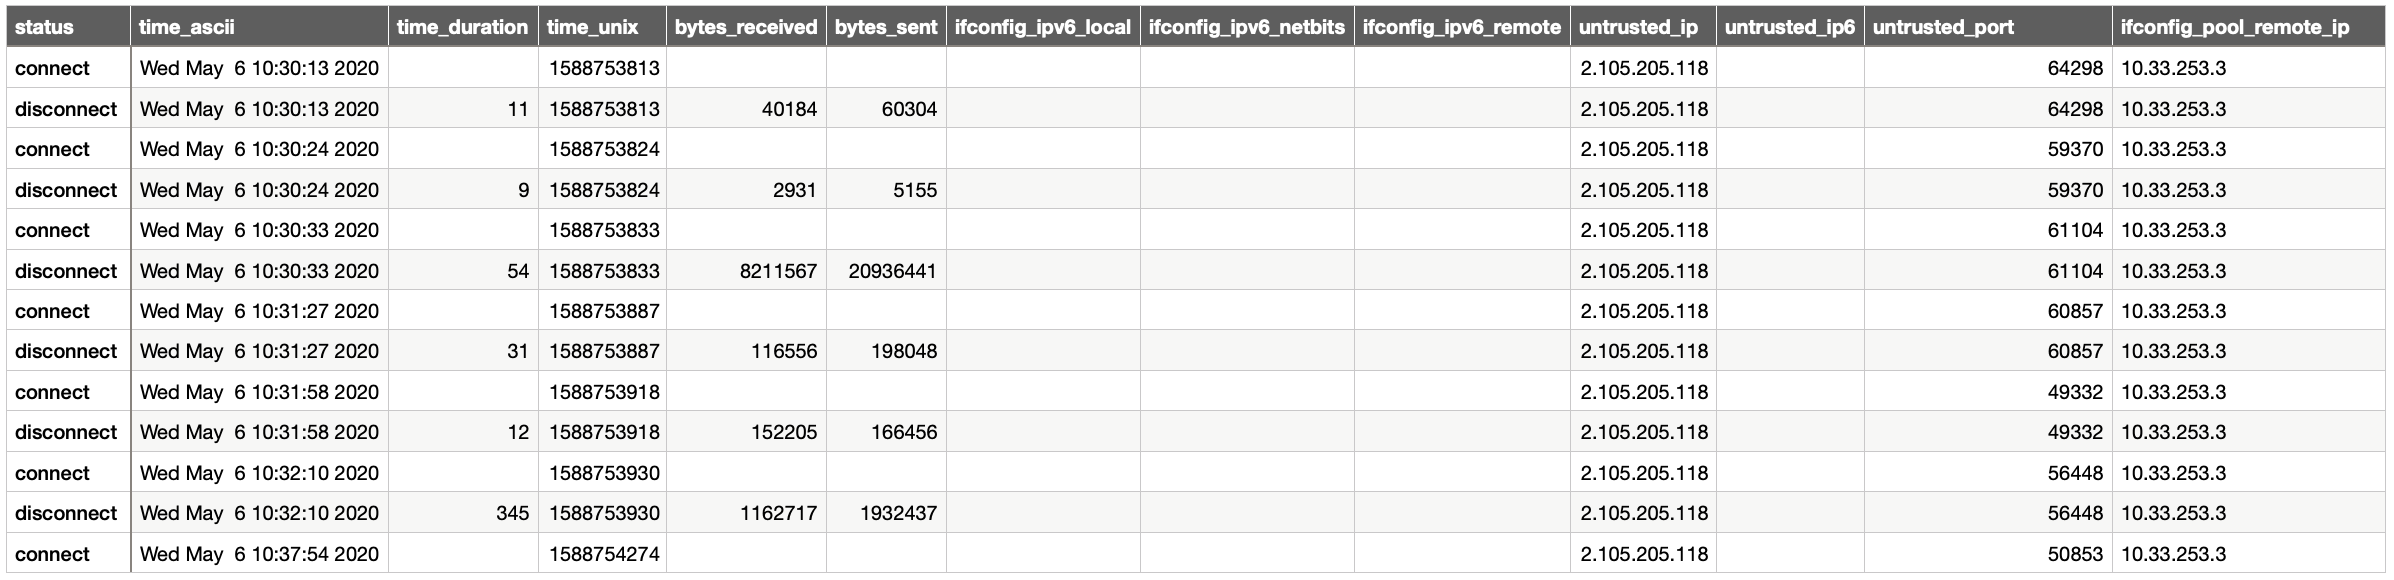 status time_ascii time_duration time_unix bytes_received bytes_sent ifconfig_ipv6_local ifconfig_ipv6_netbits ifconfig_ipv6_remote untrusted_ip untrusted_ip6 untrusted_port ifconfig_pool_remote_ip
connect Wed May  6 10:30:13 2020 1588753813 2.105.205.118 64298 10.33.253.3
disconnect Wed May  6 10:30:13 2020 11 1588753813 40184 60304 2.105.205.118 64298 10.33.253.3
connect Wed May  6 10:30:24 2020 1588753824 2.105.205.118 59370 10.33.253.3
disconnect Wed May  6 10:30:24 2020 9 1588753824 2931 5155 2.105.205.118 59370 10.33.253.3
connect Wed May  6 10:30:33 2020 1588753833 2.105.205.118 61104 10.33.253.3
disconnect Wed May  6 10:30:33 2020 54 1588753833 8211567 20936441 2.105.205.118 61104 10.33.253.3
connect Wed May  6 10:31:27 2020 1588753887 2.105.205.118 60857 10.33.253.3
disconnect Wed May  6 10:31:27 2020 31 1588753887 116556 198048 2.105.205.118 60857 10.33.253.3
connect Wed May  6 10:31:58 2020 1588753918 2.105.205.118 49332 10.33.253.3
disconnect Wed May  6 10:31:58 2020 12 1588753918 152205 166456 2.105.205.118 49332 10.33.253.3
connect Wed May  6 10:32:10 2020 1588753930 2.105.205.118 56448 10.33.253.3
disconnect Wed May  6 10:32:10 2020 345 1588753930 1162717 1932437 2.105.205.118 56448 10.33.253.3
connect Wed May  6 10:37:54 2020 1588754274 2.105.205.118 50853 10.33.253.3